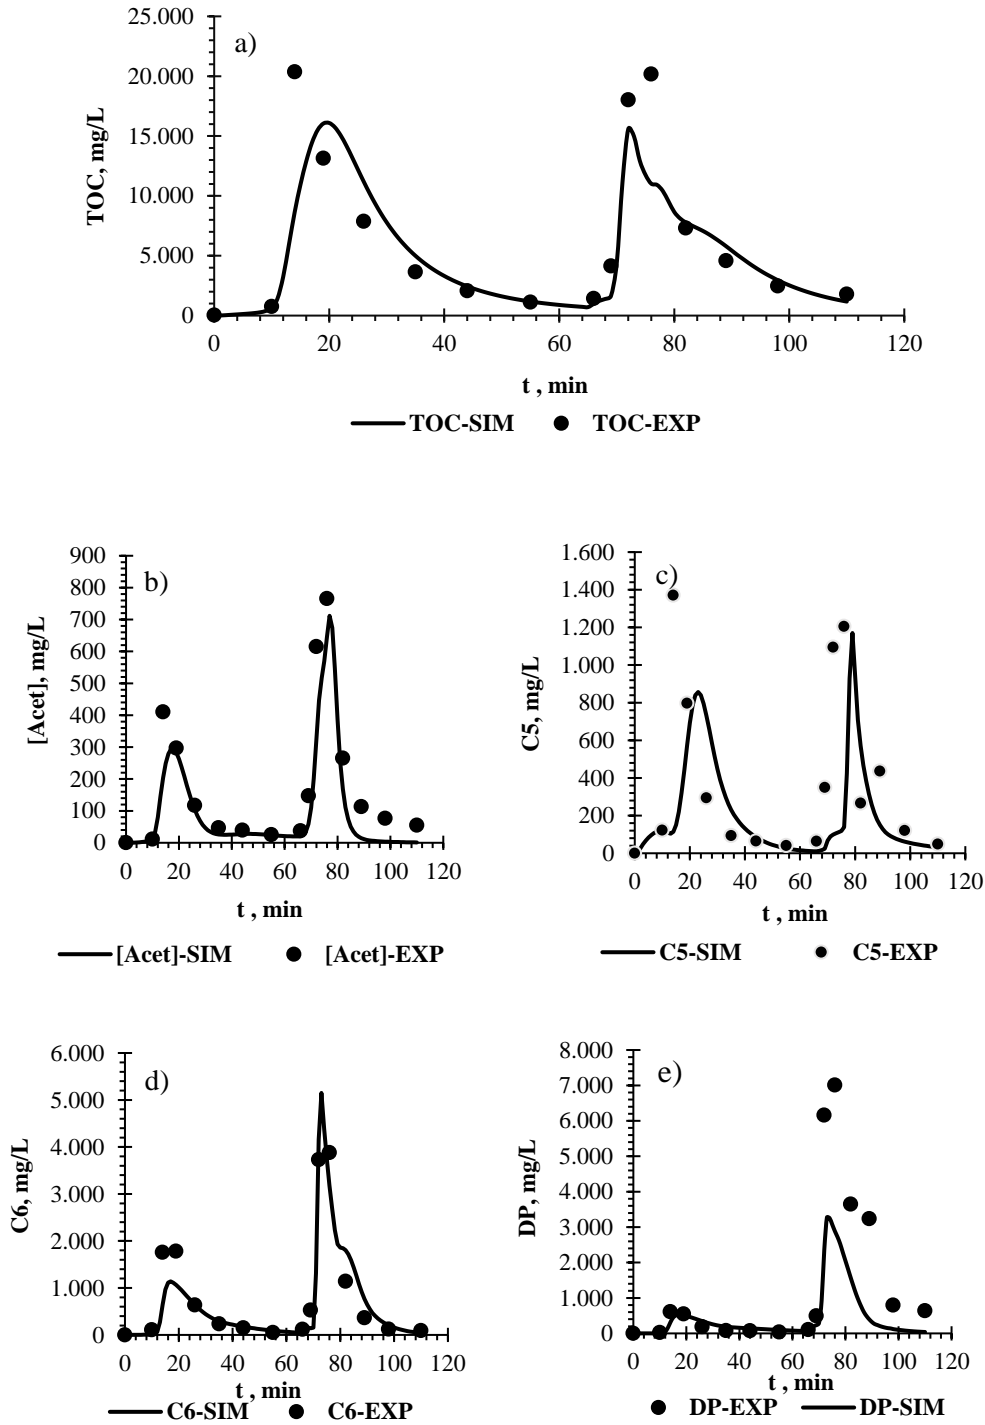 a)
25.000
20.000
15.000
10.000
5.000
0
TOC, mg/L
0 20 40 60 80 100 120
t , min
TOC-SIM TOC-EXP
b)
900
800
700
600
500
400
300
200
100
0
[Acet], mg/L
0 20 40 60 80 100 120
t , min
[Acet]-SIM [Acet]-EXP
c)
1.600
1.400
1.200
1.000
800
600
400
200
0
C5, mg/L
0 20 40 60 80 100 120
t , min
C5-SIM C5-EXP
d)
6.000
5.000
4.000
3.000
2.000
1.000
0
C6, mg/L
0 20 40 60 80 100 120
t , min
C6-SIM C6-EXP
e)
8.000
7.000
6.000
5.000
4.000
3.000
2.000
1.000
0
DP, mg/L
0 20 40 60 80 100 120
t , min
DP-EXP DP-SIM